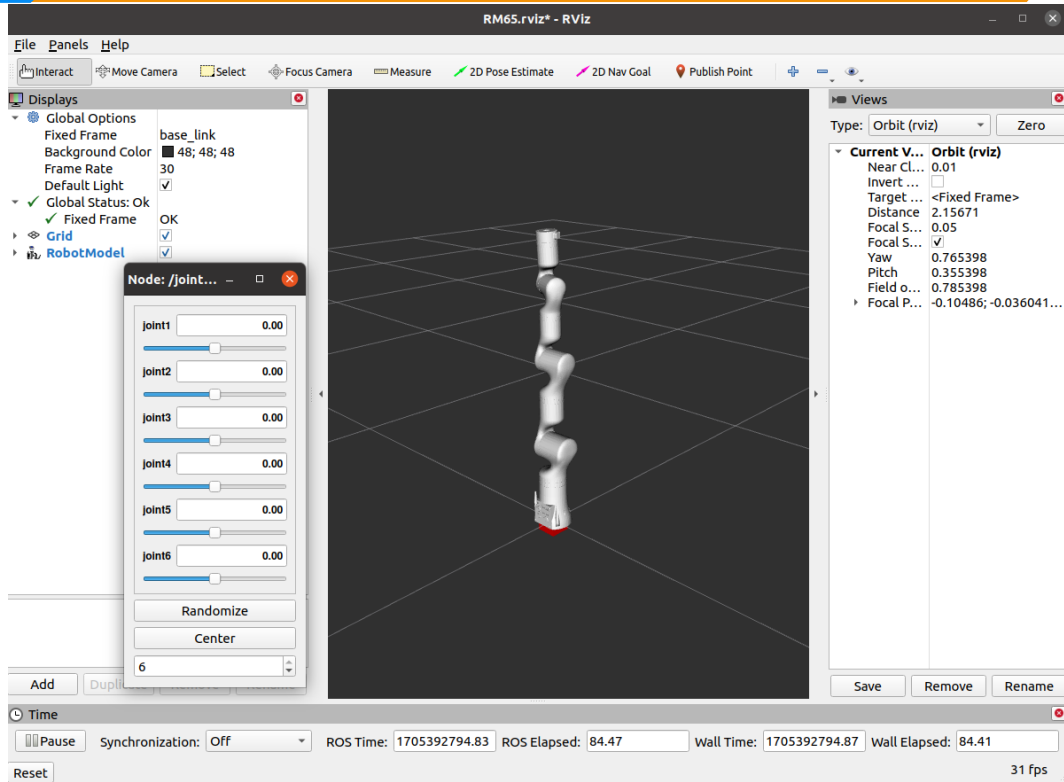 RM65.rviz* - RViz
File Panels Help
Interact Move Camera Select Focus Camera Measure 2D Pose Estimate 2D Nav Goal Publish Point
Displays
Global Options
Fixed Frame base_link
Background Color 48; 48; 48
Frame Rate 30
Default Light
Global Status: Ok
Fixed Frame OK
Grid
RobotModel
Node: /joint...
joint1 0.00
joint2 0.00
joint3 0.00
joint4 0.00
joint5 0.00
joint6 0.00
Randomize
Center
6
Add
Views
Type: Orbit (rviz) Zero
Current V... Orbit (rviz)
Near Cl... 0.01
Invert ...
Target ... <Fixed Frame>
Distance 2.15671
Focal S... 0.05
Focal S...
Yaw 0.765398
Pitch 0.355398
Field o... 0.785398
Focal P... -0.10486; -0.036041...
Save Remove Rename
Time
Pause Synchronization: Off ROS Time: 1705392794.83 ROS Elapsed: 84.47 Wall Time: 1705392794.87 Wall Elapsed: 84.41
Reset 31 fps